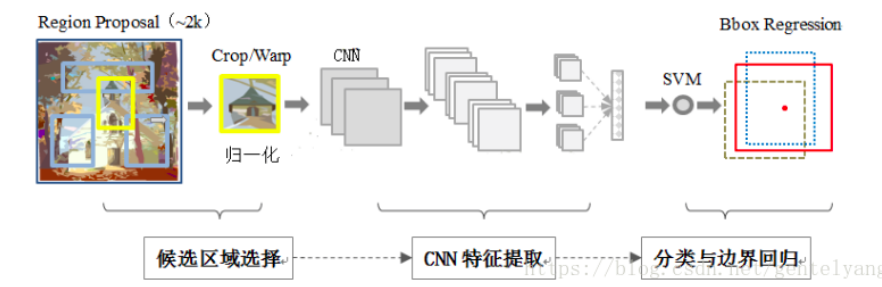 Region Proposal（~2k）
Bbox Regression
Crop/Warp
CNN
SVM
归一化
候选区域选择
CNN 特征提取
分类与边界回归
https://blog.csdn.net/gentelyang